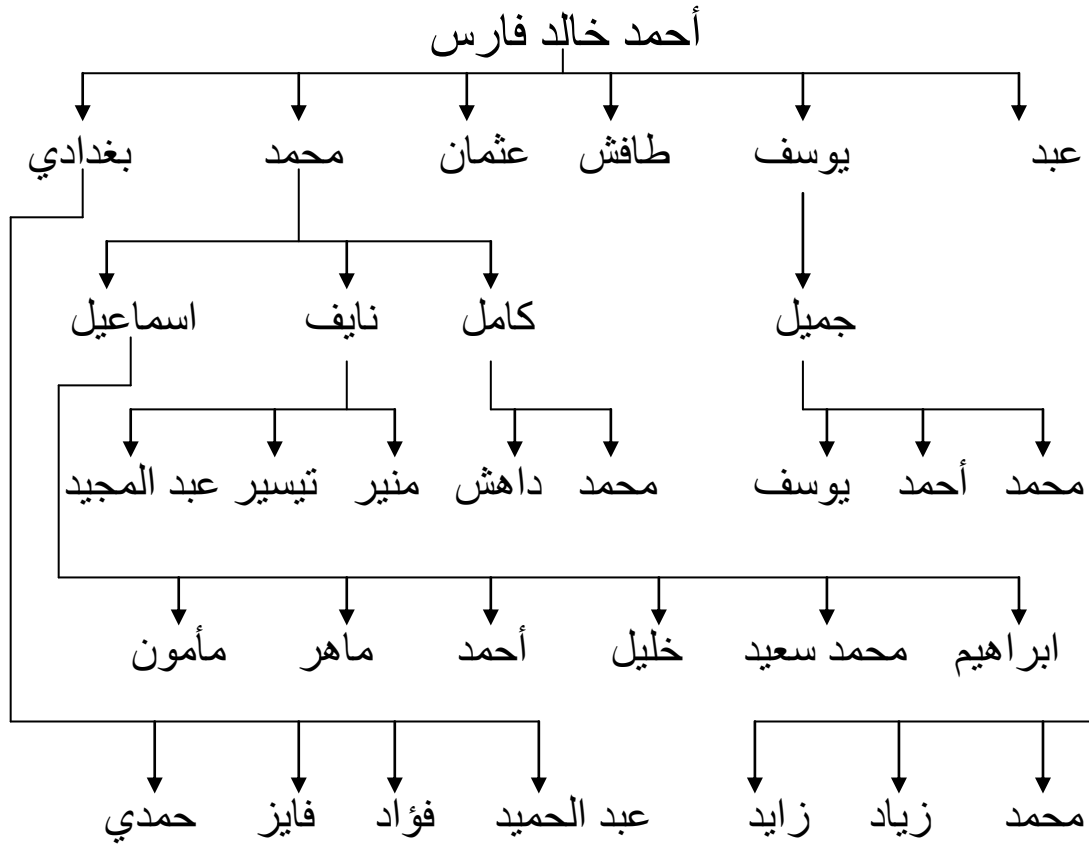 أحمد خالد فارس
عبد يوسف طافش عثمان محمد بغدادي
جميل كامل نايف اسماعيل
محمد أحمد يوسف محمد داهش منير تيسير عبد المجيد
ابراهيم محمد سعيد خليل أحمد ماهر مأمون
محمد زياد زايد عبد الحميد فؤاد فايز حمدي